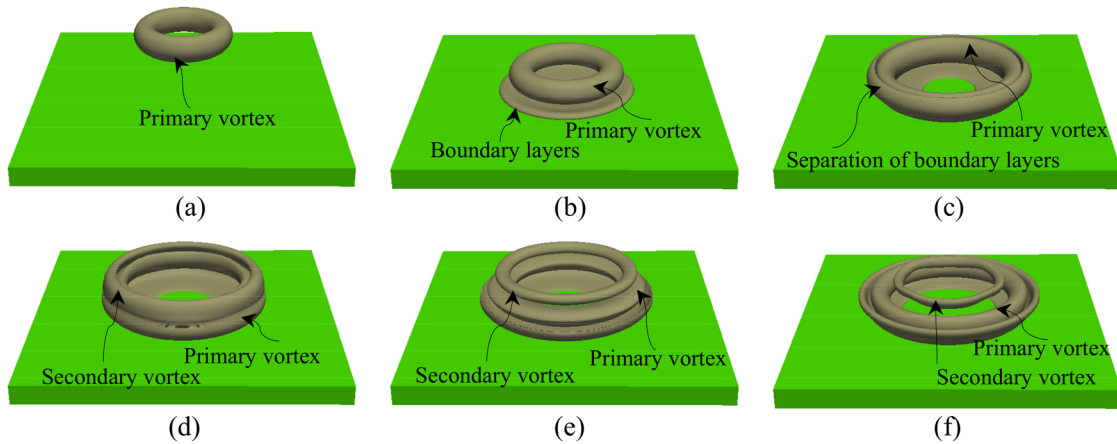 Primary vortex
(a)
Primary vortex
Boundary layers
(b)
Primary vortex
Separation of boundary layers
(c)
Primary vortex
Secondary vortex
(d)
Primary vortex
Secondary vortex
(e)
Primary vortex
Secondary vortex
(f)